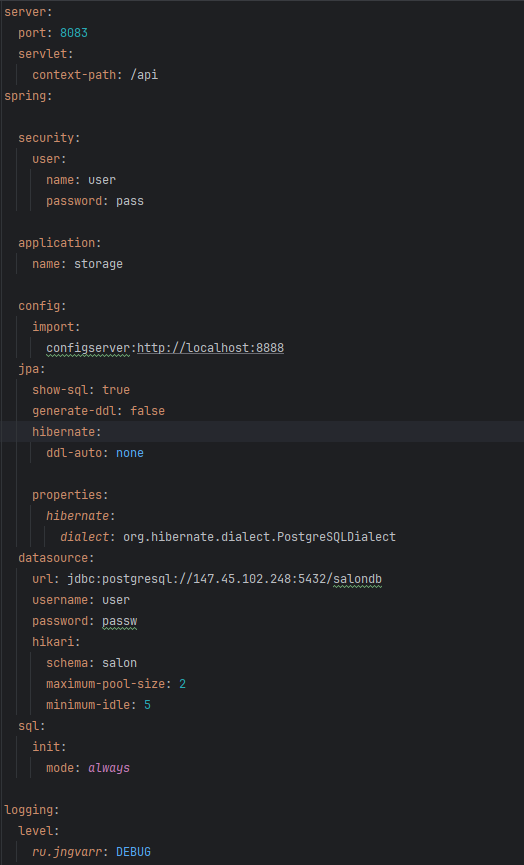 server:
  port: 8083
  servlet:
    context-path: /api
spring:

  security:
    user:
      name: user
      password: pass

  application:
    name: storage

  config:
    import:
      configserver:http://localhost:8888
  jpa:
    show-sql: true
    generate-ddl: false
    hibernate:
      ddl-auto: none

    properties:
      hibernate:
        dialect: org.hibernate.dialect.PostgreSQLDialect
  datasource:
    url: jdbc:postgresql://147.45.102.248:5432/salondb
    username: user
    password: passw
    hikari:
      schema: salon
      maximum-pool-size: 2
      minimum-idle: 5
  sql:
    init:
      mode: always

logging:
  level:
    ru.jngvarr: DEBUG